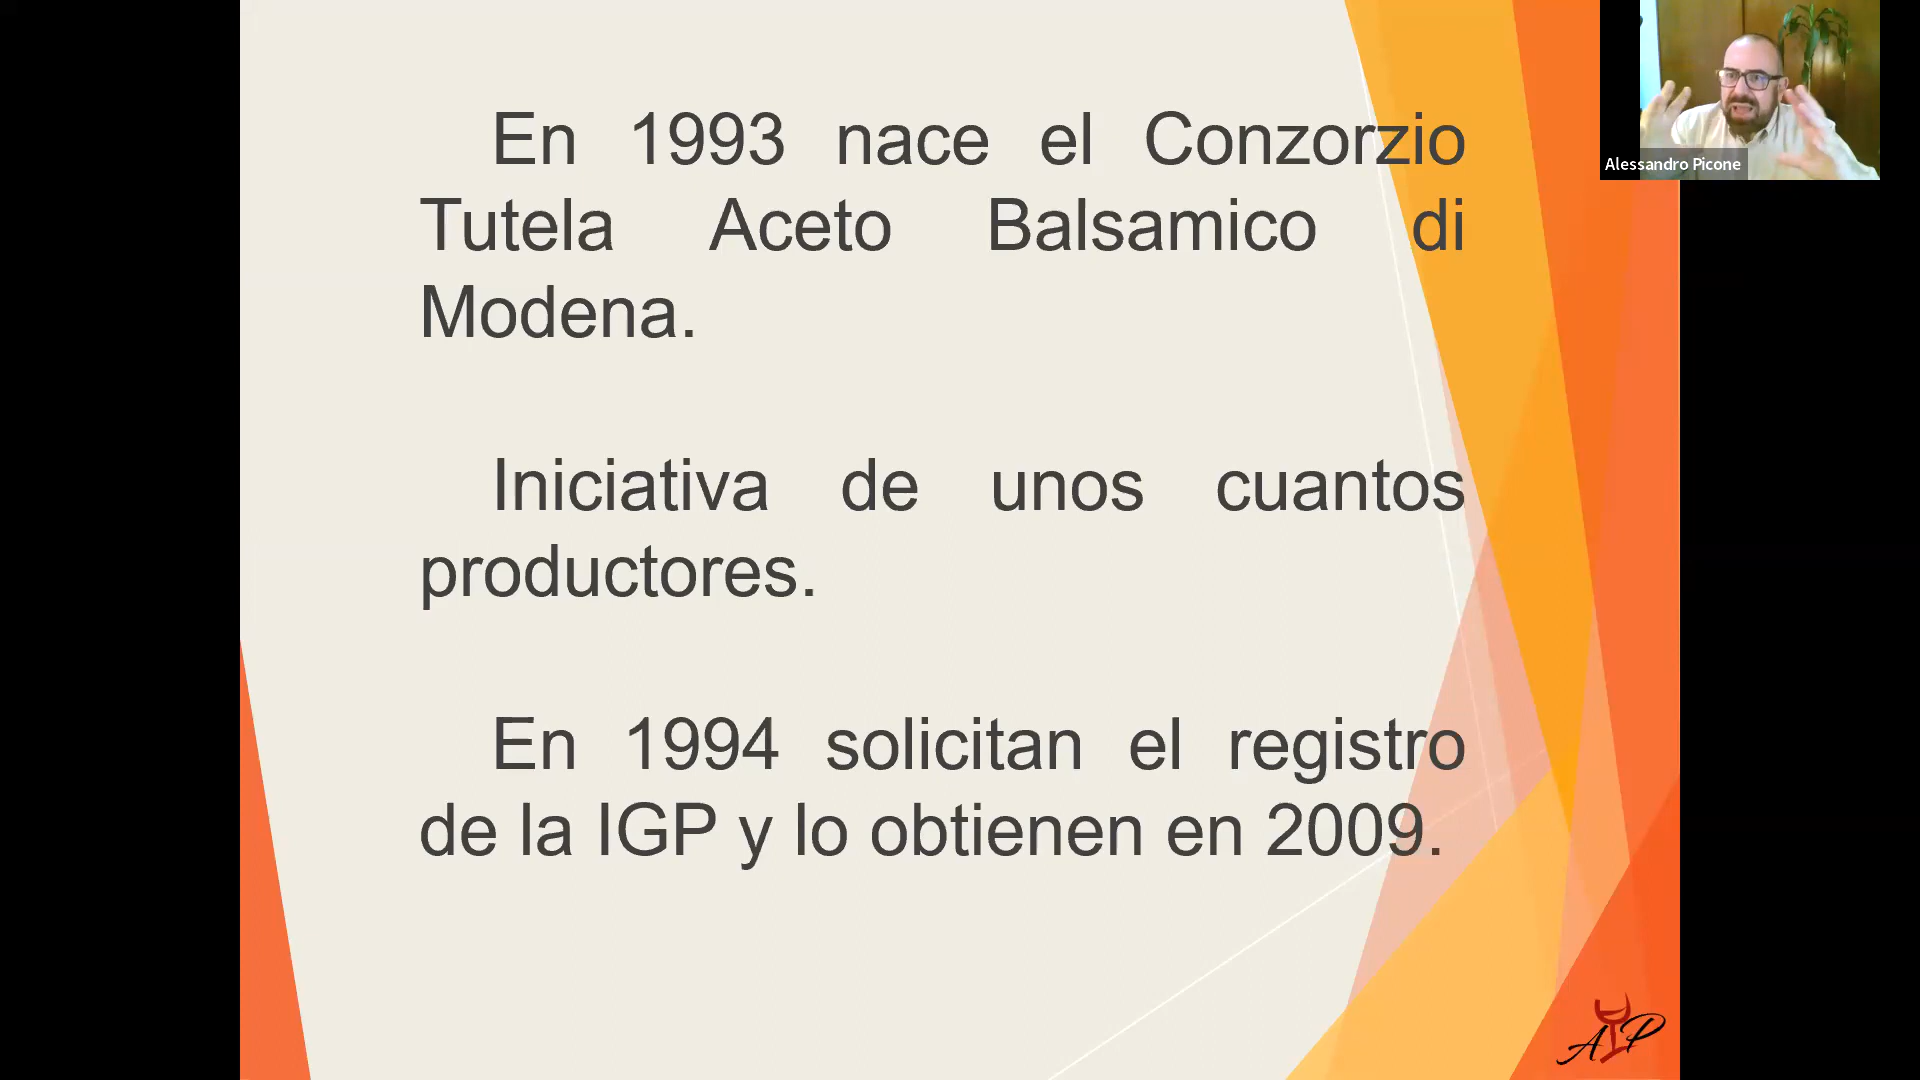 En 1993 nace el Conzorzio
Tutela Aceto Balsamico di
Modena.
Iniciativa de unos cuantos
productores.
En 1994 solicitan el registro
de la IGP y lo obtienen en 2009.
Alessandro Picone
AP